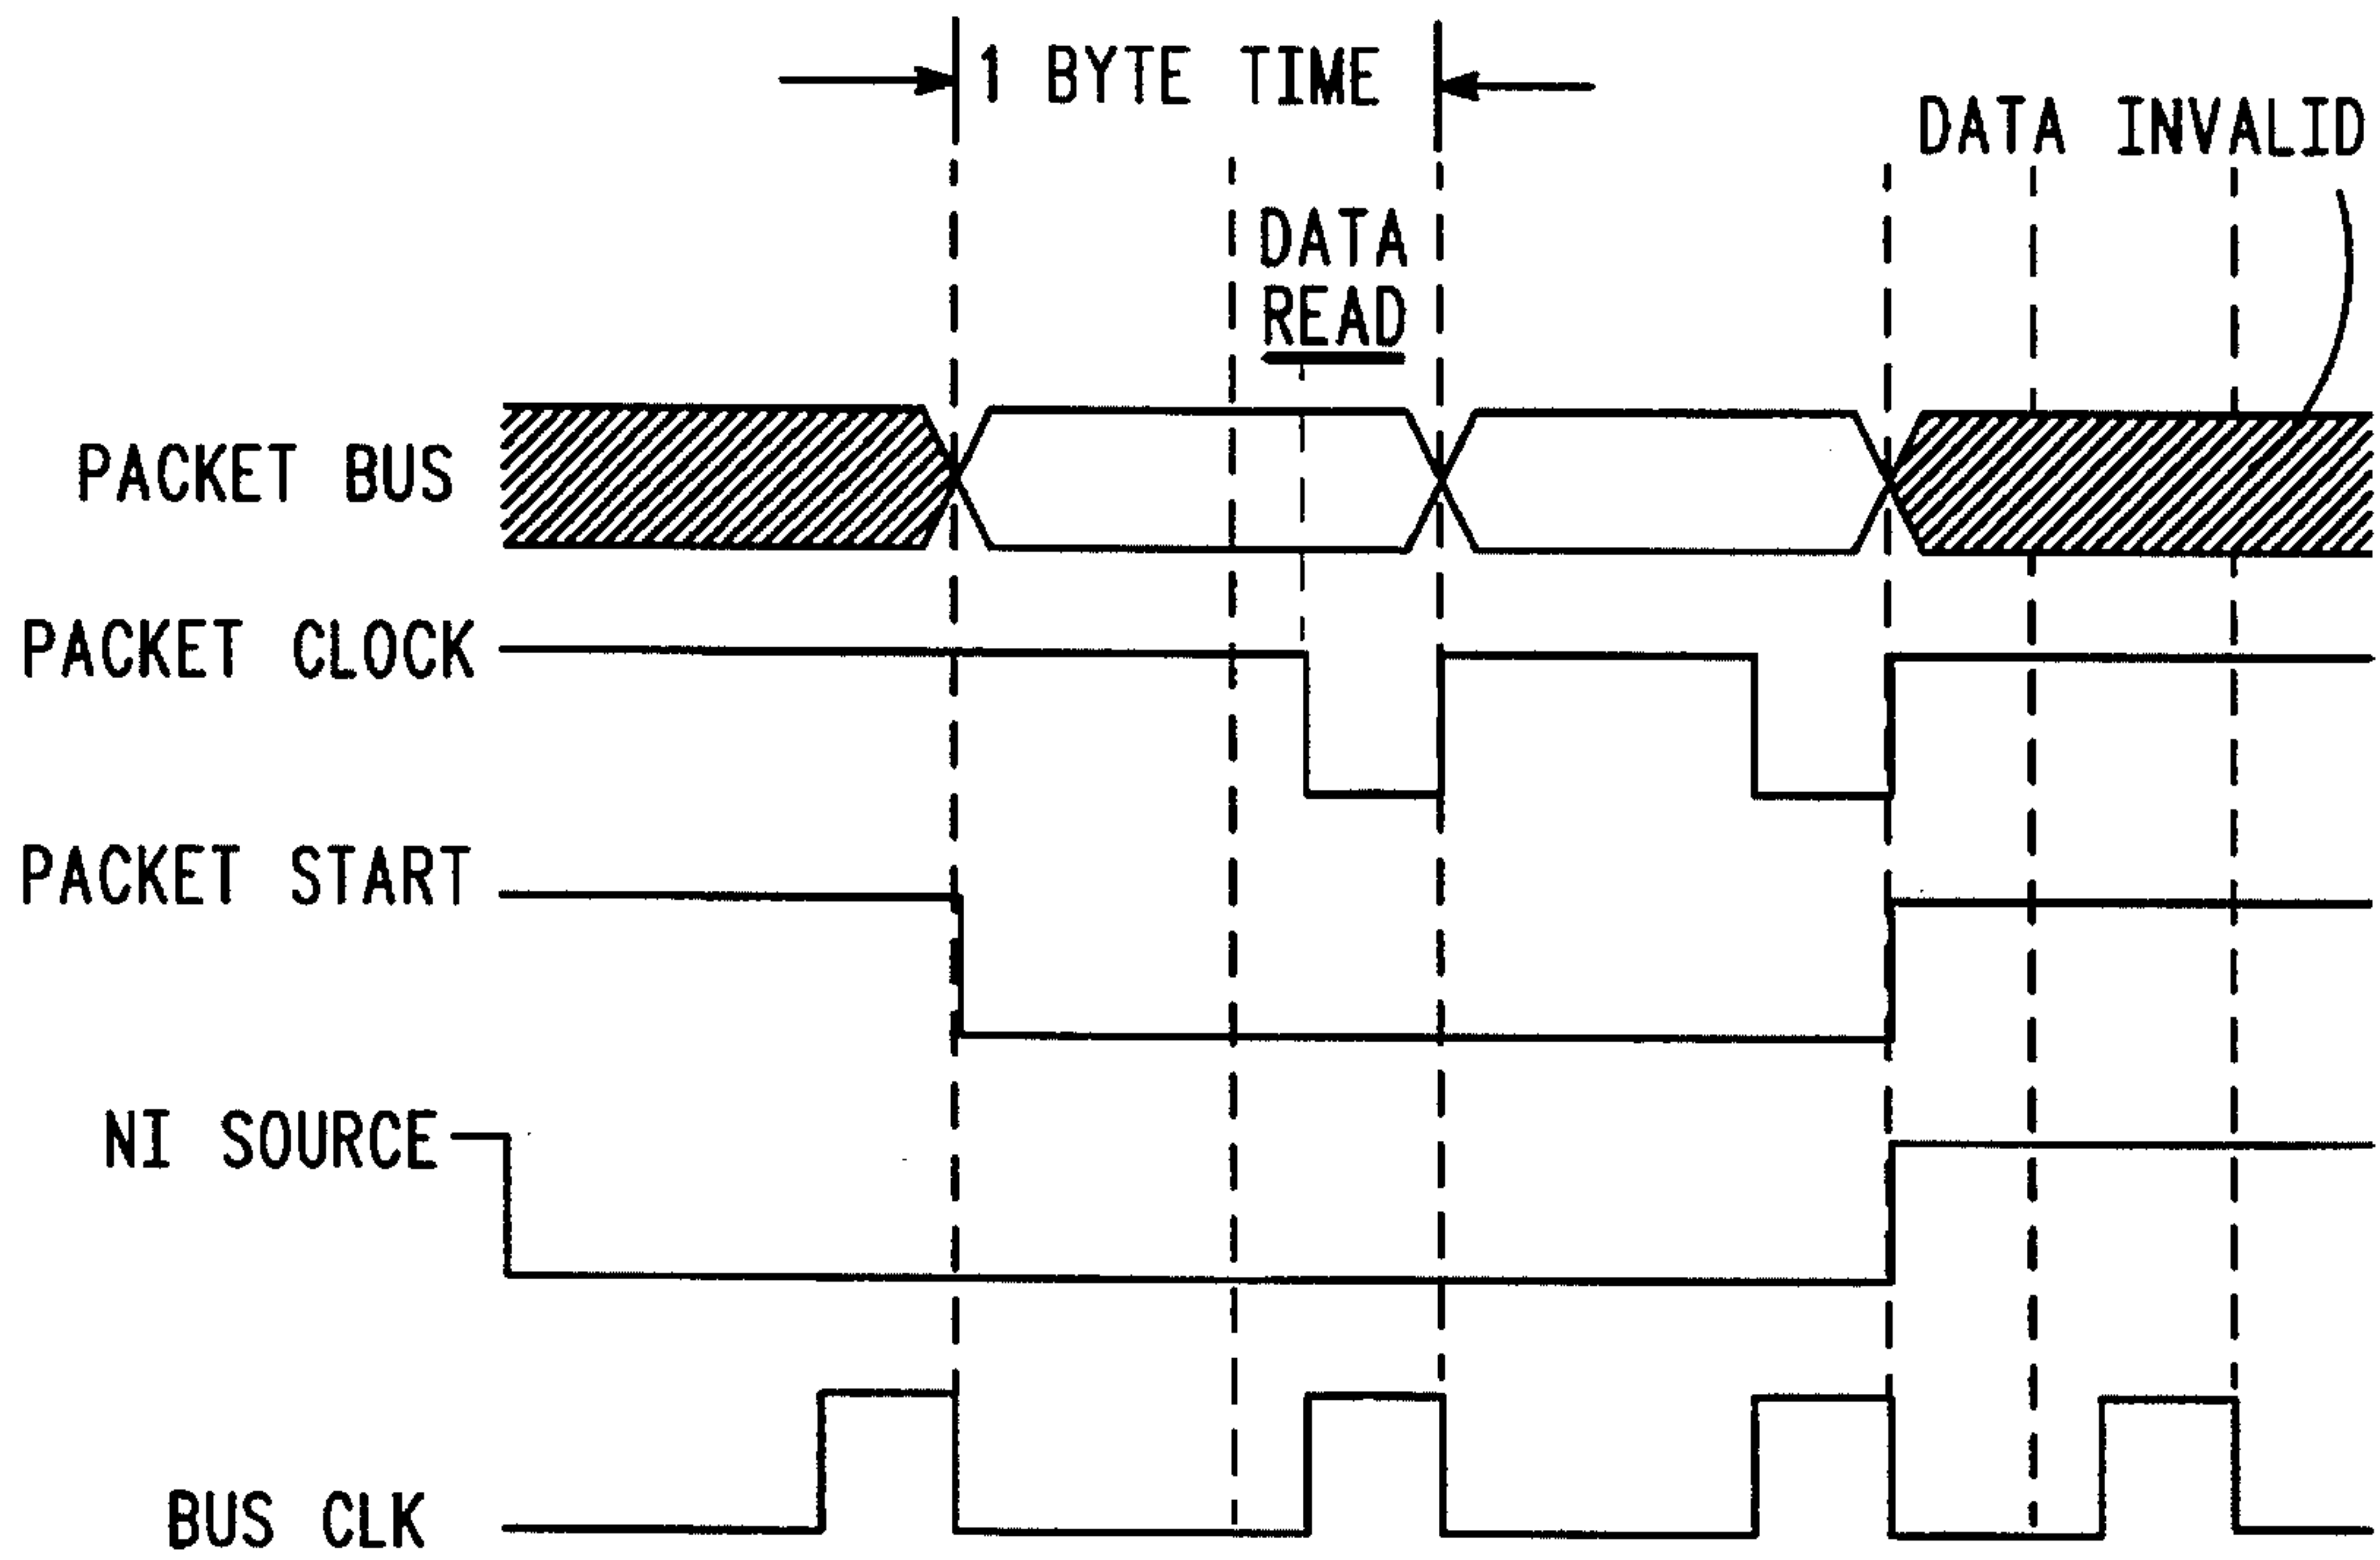 1 BYTE TIME
DATA INVALID
DATA
READ
PACKET BUS
PACKET CLOCK
PACKET START
NI SOURCE
BUS CLK